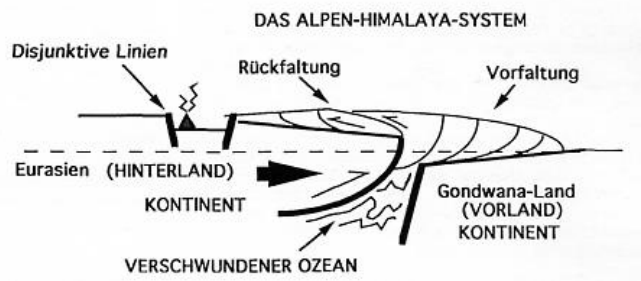 DAS ALPEN-HIMALAYA-SYSTEM
Disjunktive Linien
Rückfaltung
Vorfaltung
Eurasien (HINTERLAND)
KONTINENT
Gondwana-Land
(VORLAND)
KONTINENT
VERSCHWUNDENER OZEAN